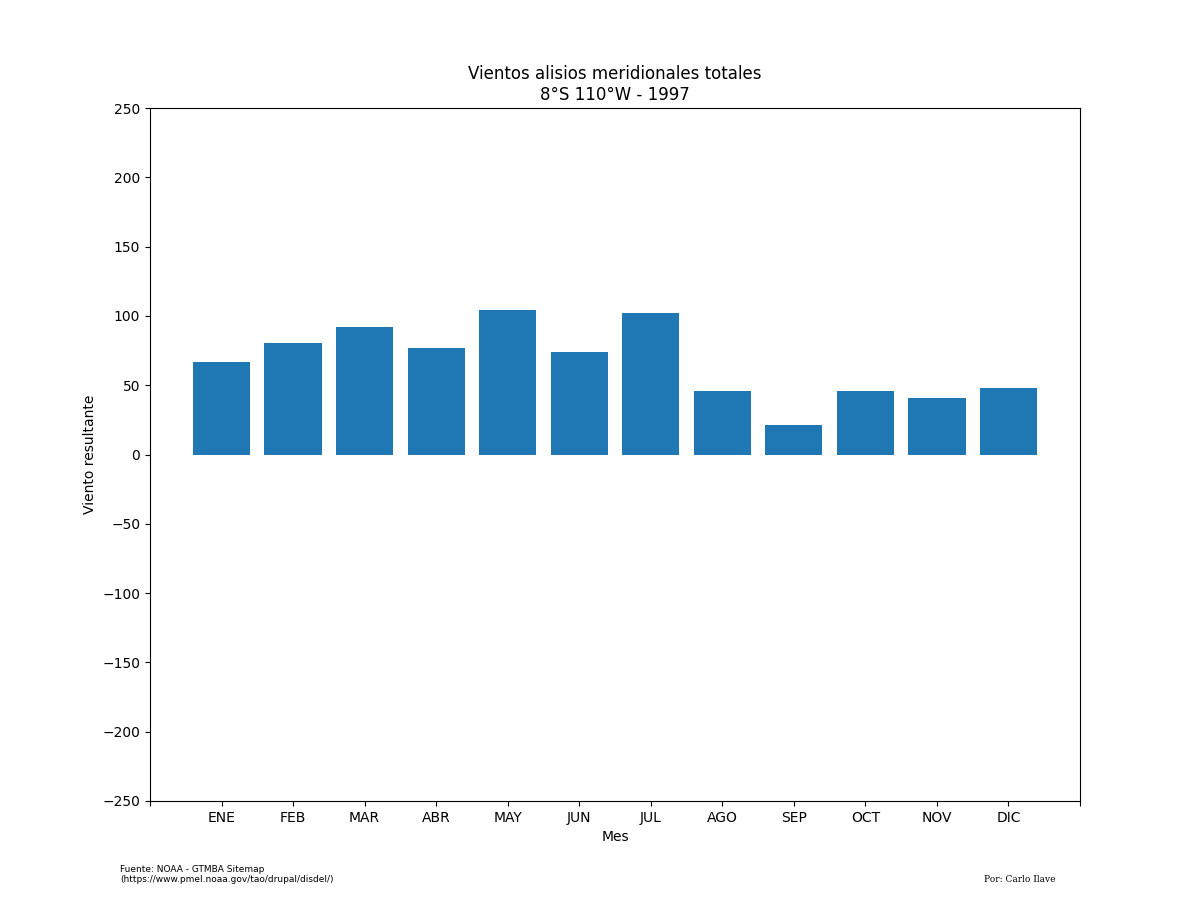 Vientos alisios meridionales totales
8°S 110°W - 1997
250
200
150
100
50
0
−50
−100
−150
−200
−250
Viento resultante
ENE FEB MAR ABR MAY JUN JUL AGO SEP OCT NOV DIC
Mes
Fuente: NOAA - GTMBA Sitemap
(https://www.pmel.noaa.gov/tao/drupal/disdel/)
Por: Carlo Ilave